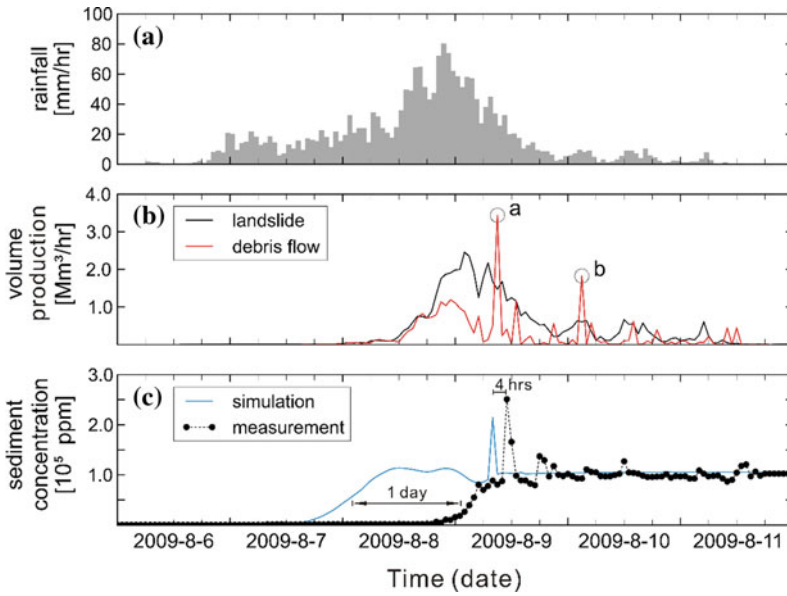 (a)
rainfall
[mm/hr]
100
80
60
40
20
0
(b)
volume
production
[Mm³/hr]
4.0
3.0
2.0
1.0
landslide
debris flow
a
b
(c)
sediment
concentration
[10⁵ ppm]
3.0
2.0
1.0
simulation
measurement
4 hrs
1 day
2009-8-6 2009-8-7 2009-8-8 2009-8-9 2009-8-10 2009-8-11
Time (date)